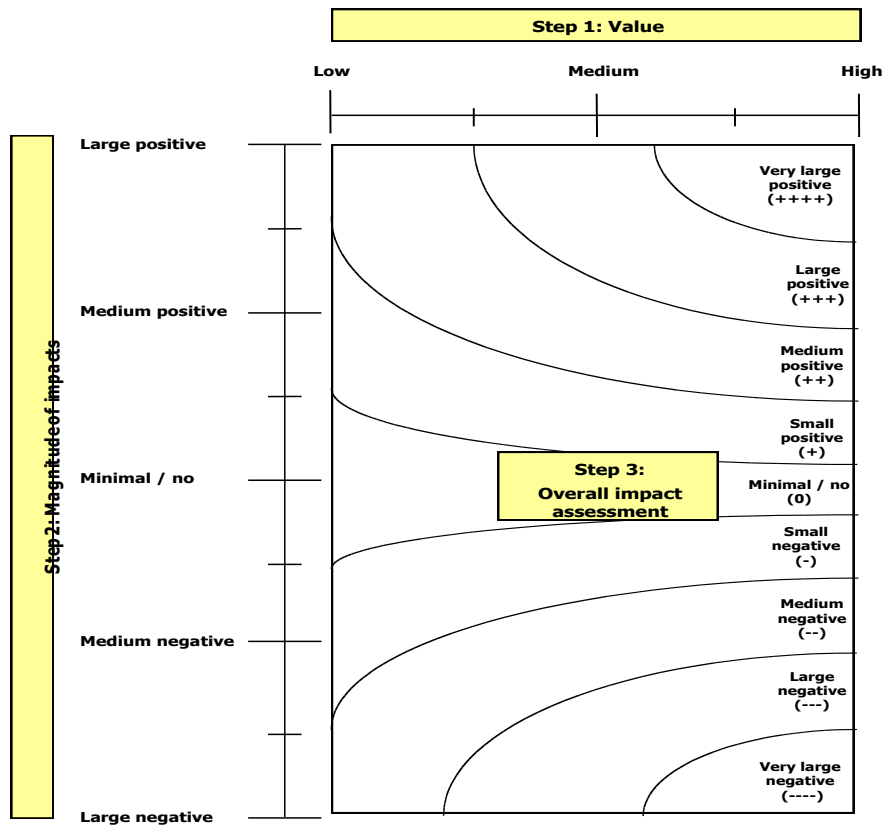 Step 1: Value
Low
Medium
High
Large positive
Medium positive
Minimal / no
Medium negative
Large negative
Step 2: Magnitude of impacts
Very large
positive
(++++)
Large
positive
(+++)
Medium
positive
(++)
Small
positive
(+)
Step 3:
Overall impact
assessment
Minimal / no
(0)
Small
negative
(-)
Medium
negative
(--)
Large
negative
(---)
Very large
negative
(----)